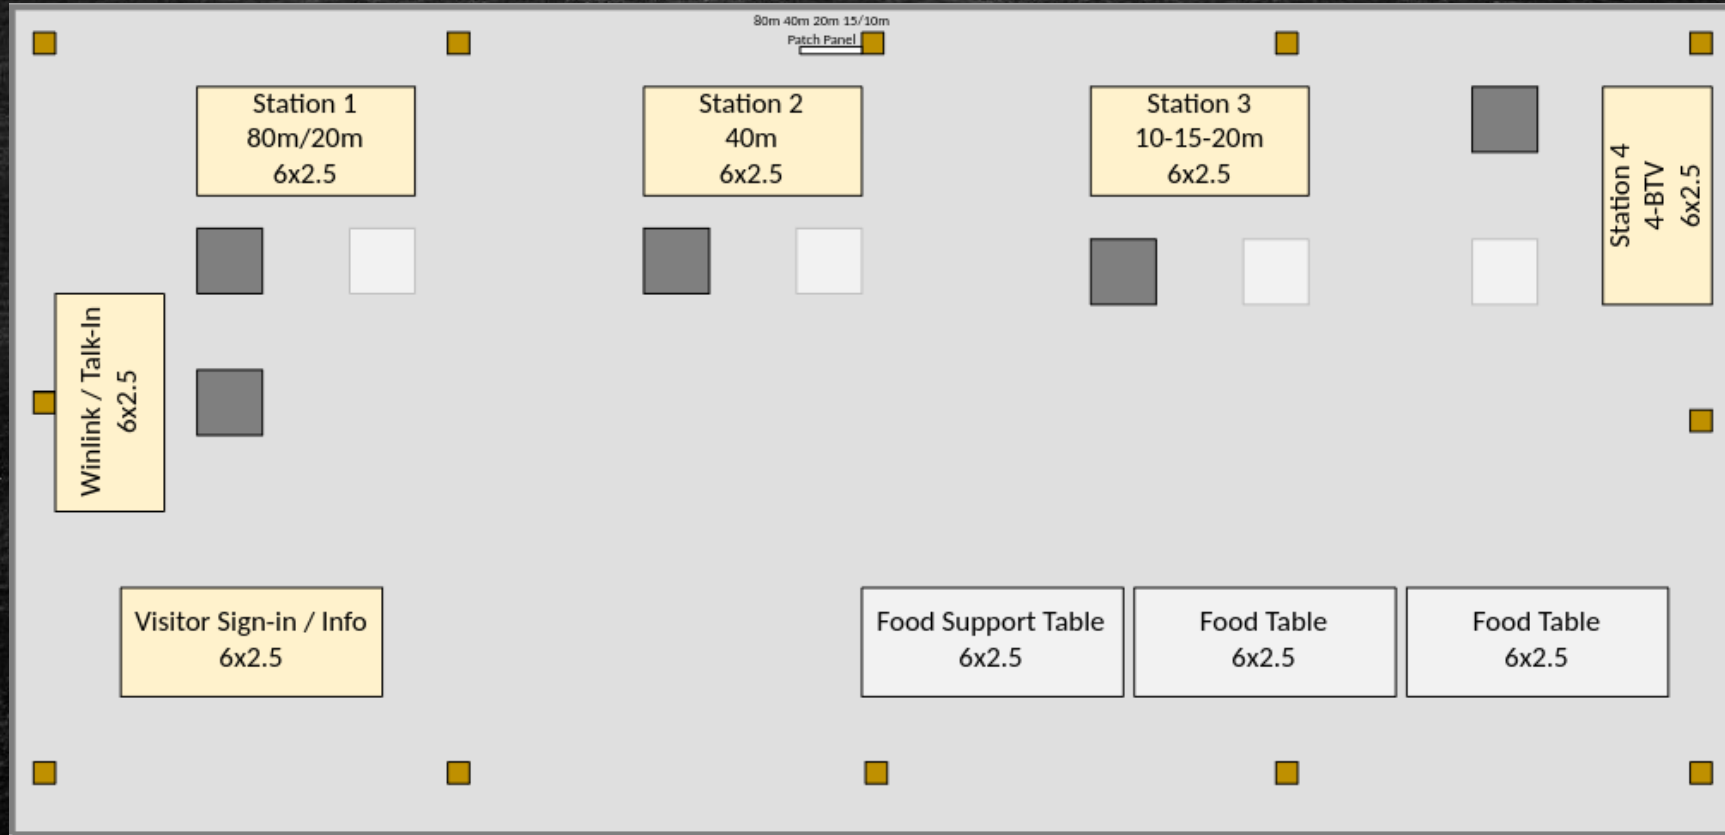 80m 40m 20m 15/10m
Patch Panel
Station 1
80m/20m
6x2.5
Station 2
40m
6x2.5
Station 3
10-15-20m
6x2.5
Station 4
4-BTV
6x2.5
Winlink / Talk-In
6x2.5
Visitor Sign-in / Info
6x2.5
Food Support Table
6x2.5
Food Table
6x2.5
Food Table
6x2.5